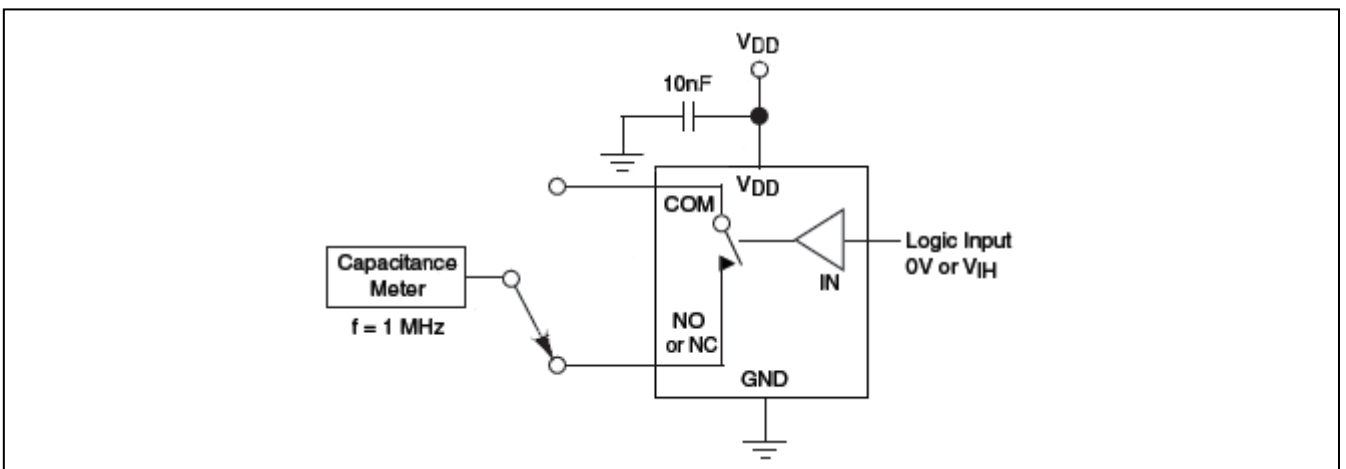 VDD
10nF
VDD
COM
Logic Input
0V or VIH
IN
Capacitance
Meter
f = 1 MHz
NO
or NC
GND